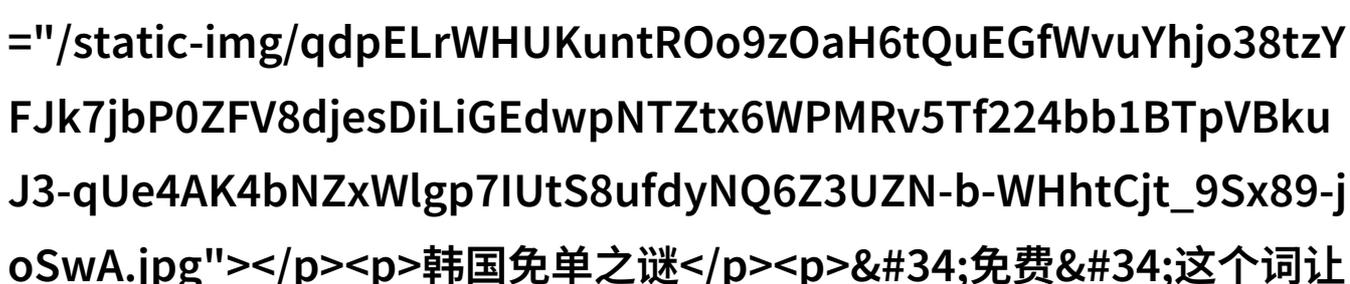 ="/static-img/qdpELrWHUKuntROo9zOaH6tQuEGfWvuYhjo38tzY
FJk7jbP0ZFV8djesDiLiGEdwpNTZtx6WPMRv5Tf224bb1BTpVBku
J3-qUe4AK4bNZxWlgp7IUtS8ufdyNQ6Z3UZN-b-WHhtCjt_9Sx89-j
oSwA.jpg"></p><p>韩国免单之谜</p><p>&#34;免费&#34;这个词让